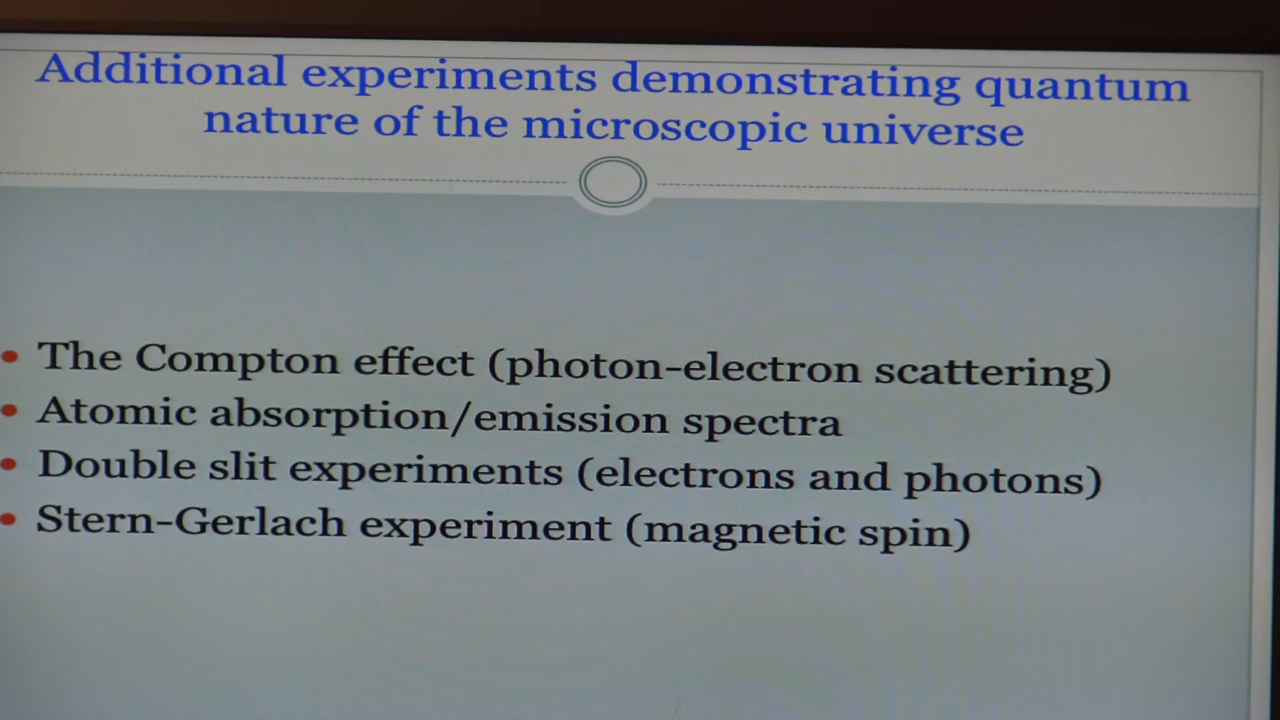 Additional experiments demonstrating quantum
nature of the microscopic universe
• The Compton effect (photon-electron scattering)
• Atomic absorption/emission spectra
• Double slit experiments (electrons and photons)
• Stern-Gerlach experiment (magnetic spin)